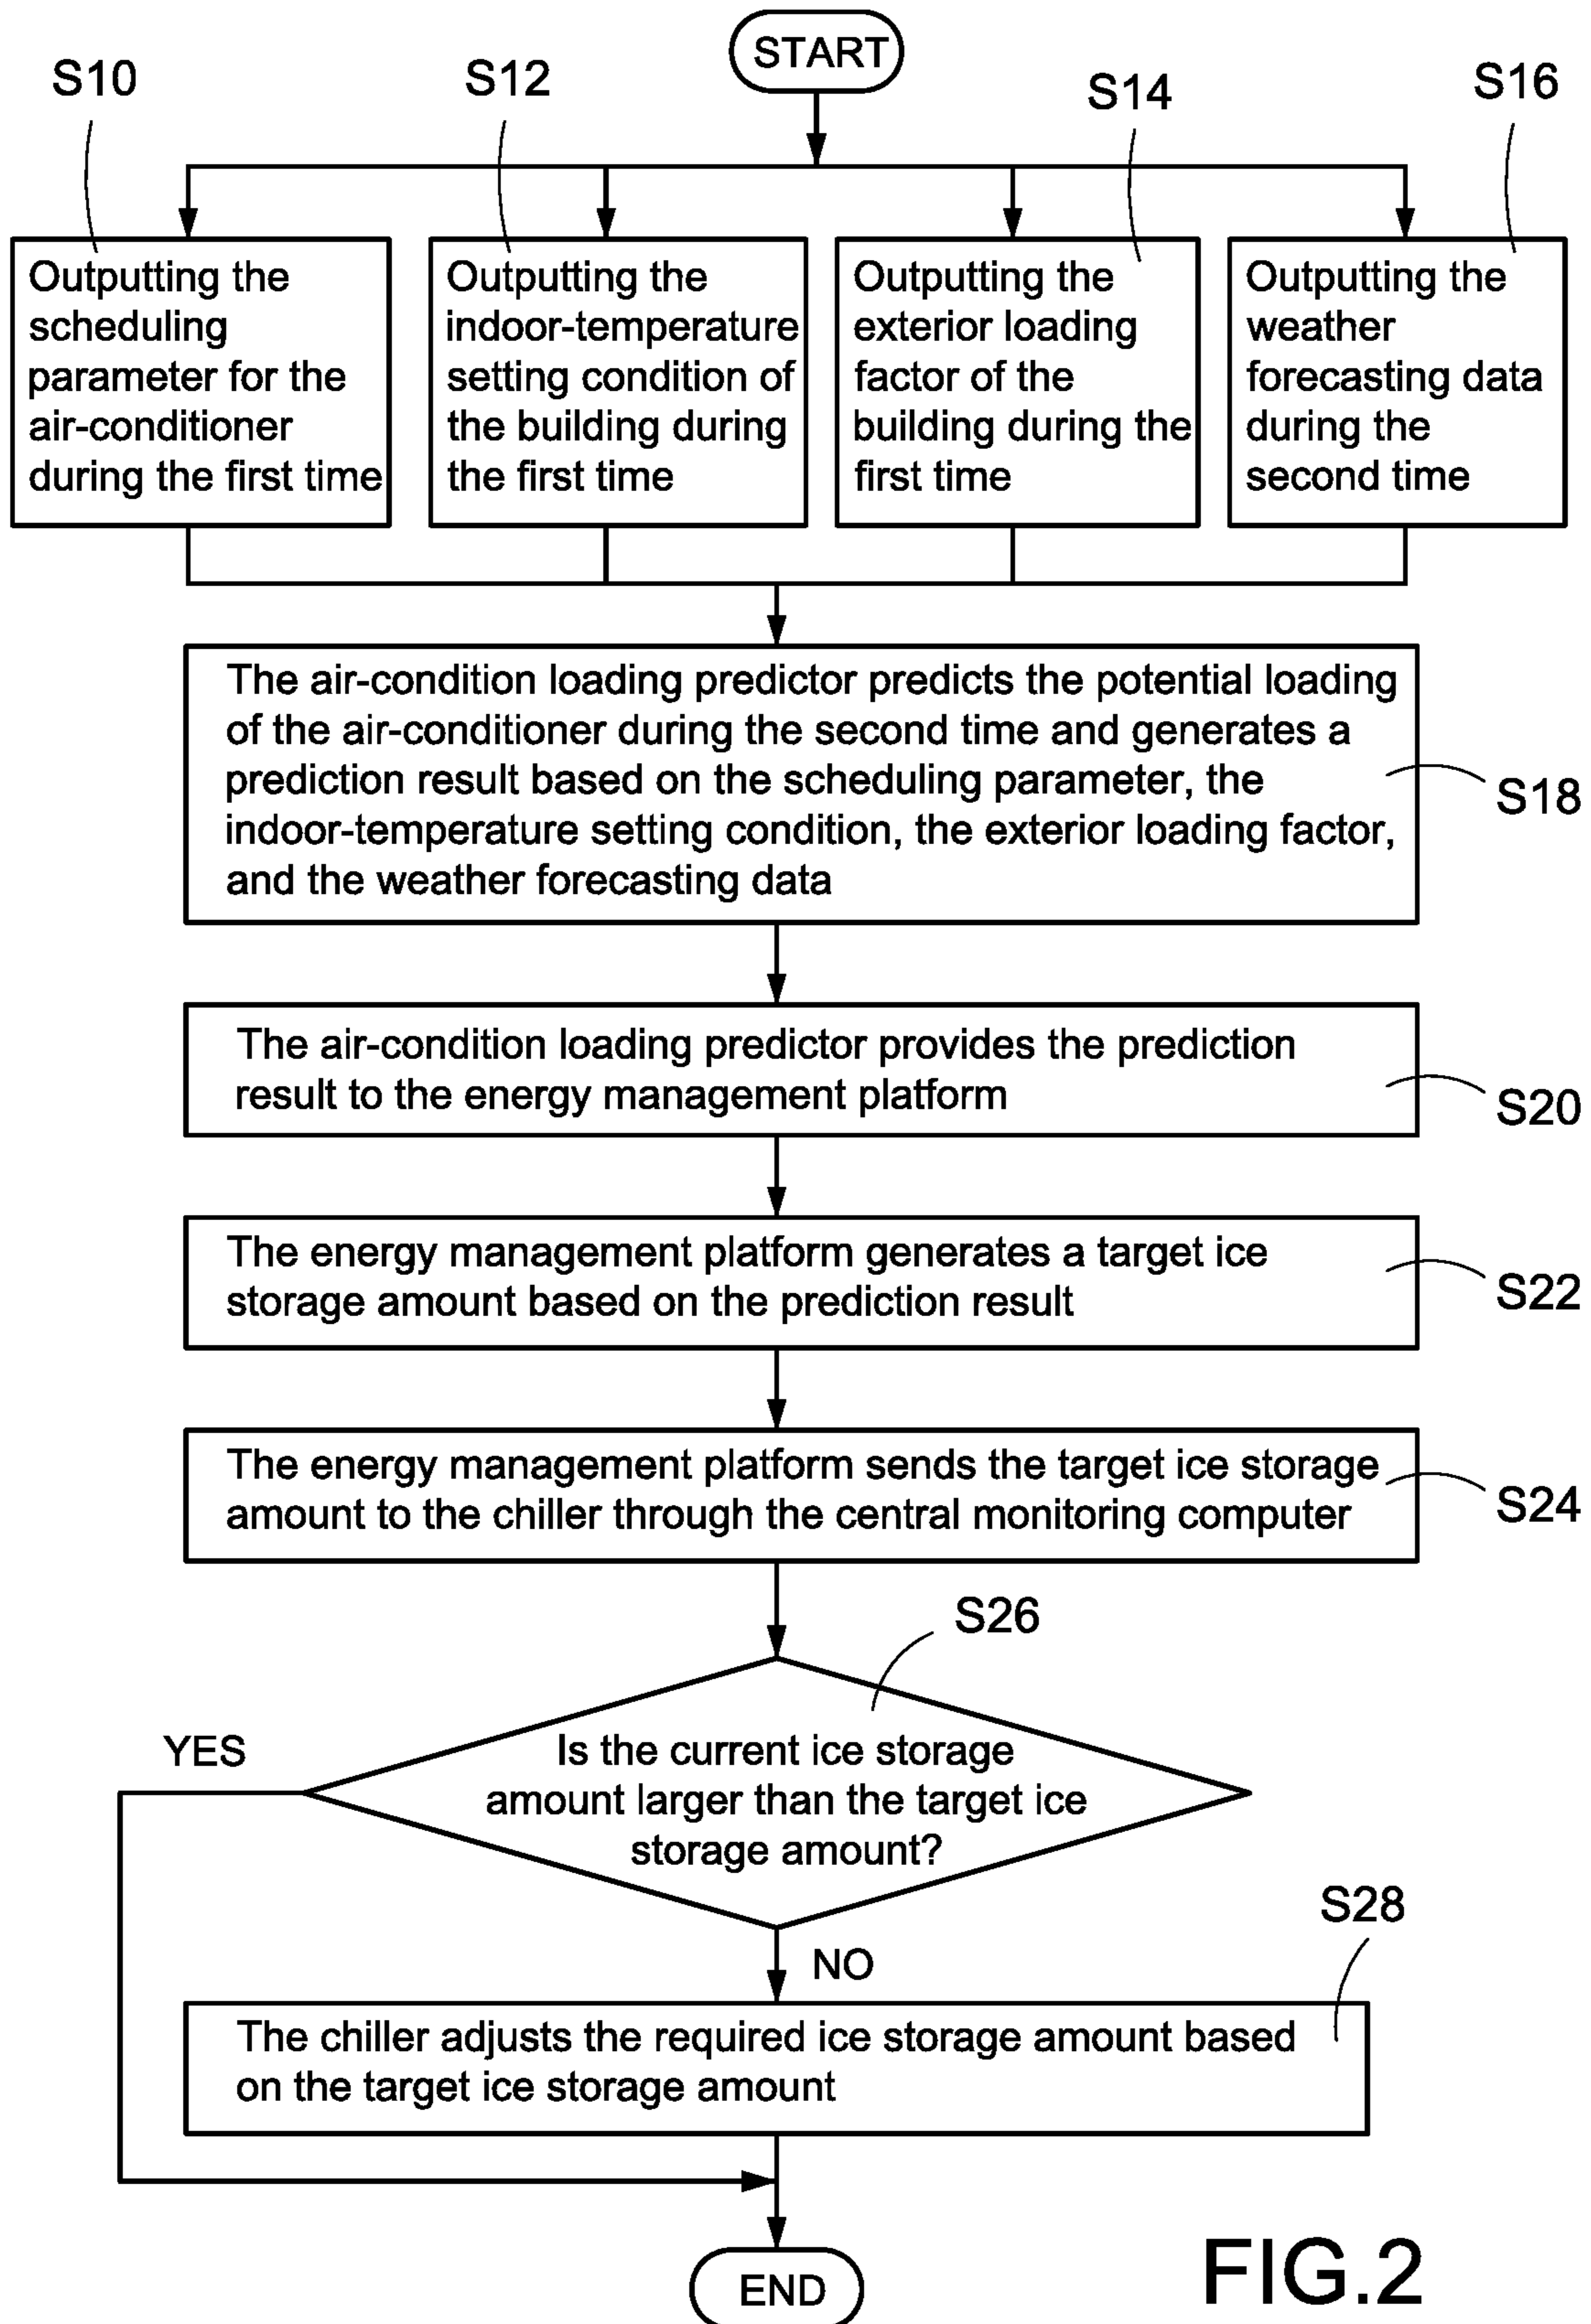 START
S10
S12
S14
S16
Outputting the
scheduling
parameter for the
air-conditioner
during the first time
Outputting the
indoor-temperature
setting condition of
the building during
the first time
Outputting the
exterior loading
factor of the
building during the
first time
Outputting the
weather
forecasting data
during the
second time
The air-condition loading predictor predicts the potential loading
of the air-conditioner during the second time and generates a
prediction result based on the scheduling parameter, the
indoor-temperature setting condition, the exterior loading factor,
and the weather forecasting data
S18
The air-condition loading predictor provides the prediction
result to the energy management platform
S20
The energy management platform generates a target ice
storage amount based on the prediction result
S22
The energy management platform sends the target ice storage
amount to the chiller through the central monitoring computer
S24
S26
YES
Is the current ice storage
amount larger than the target ice
storage amount?
S28
NO
The chiller adjusts the required ice storage amount based
on the target ice storage amount
END
FIG.2